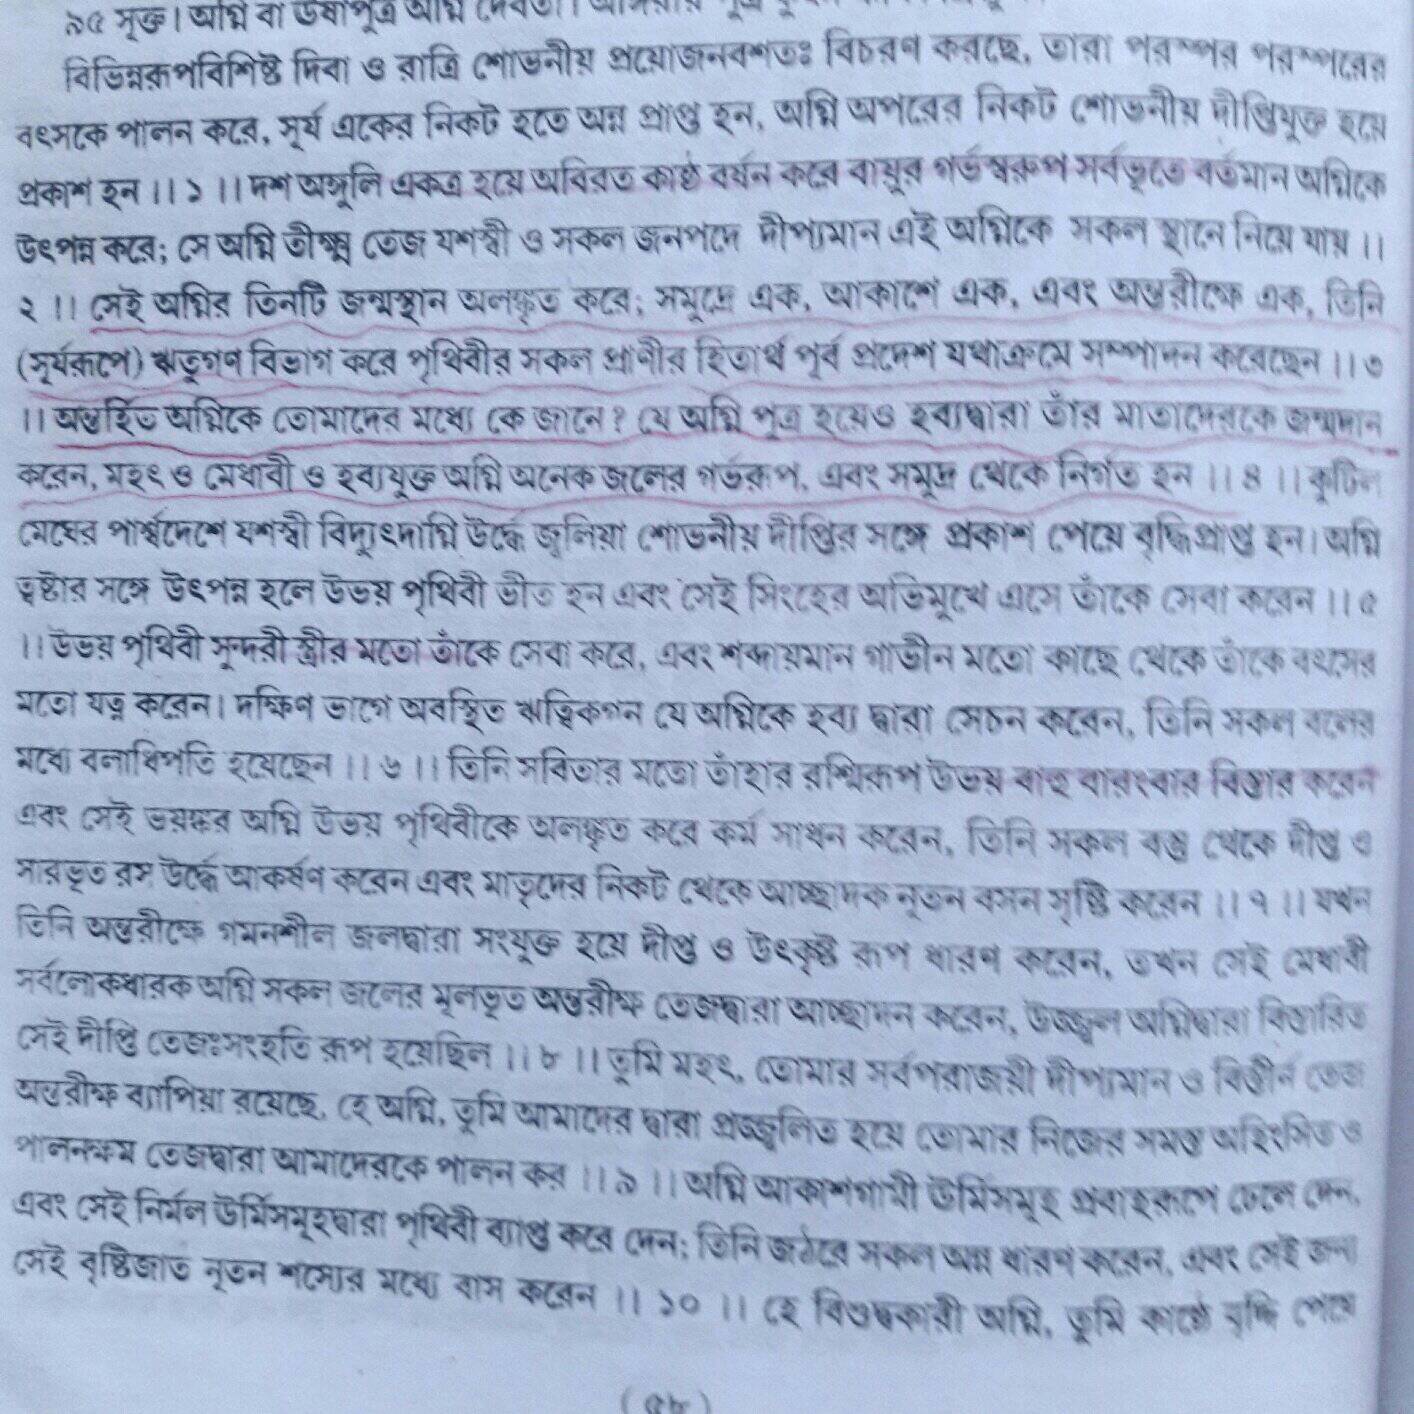 ৯৫ সূক্ত। অগ্নি বা ঊষাপুত্র অগ্নি দেবতা।
বিভিন্নরূপবিশিষ্ট দিবা ও রাত্রি শোভনীয় প্রয়োজনবশতঃ বিচরণ করছে, তারা পরস্পর পরস্পরের
বৎসকে পালন করে, সূর্য একের নিকট হতে অন্ন প্রাপ্ত হন, অগ্নি অপরের নিকট শোভনীয় দীপ্তিযুক্ত হয়ে
প্রকাশ হন ।। ১ ।। দশ অঙ্গুলি একত্র হয়ে অবিরত কাষ্ঠ বর্ষন করে বায়ুর গর্ভস্বরুপ সর্বভূতে বর্তমান অগ্নিকে
উৎপন্ন করে; সে অগ্নি তীক্ষ্ম তেজ যশস্বী ও সকল জনপদে দীপ্যমান এই অগ্নিকে সকল স্থানে নিয়ে যায় ।।
২ ।। সেই অগ্নির তিনটি জন্মস্থান অলঙ্কৃত করে; সমুদ্রে এক, আকাশে এক, এবং অন্তরীক্ষে এক, তিনি
(সূর্যরূপে) ঋতুগণ বিভাগ করে পৃথিবীর সকল প্রাণীর হিতার্থ পূর্ব প্রদেশ যথাক্রমে সম্পাদন করেছেন ।। ৩
।। অন্তর্হিত অগ্নিকে তোমাদের মধ্যে কে জানে? যে অগ্নি পুত্র হয়েও হব্যদ্বারা তাঁর মাতাদেরকে জন্মদান
করেন, মহৎ ও মেধাবী ও হব্যযুক্ত অগ্নি অনেক জলের গর্ভরূপ, এবং সমুদ্র থেকে নির্গত হন ।। ৪ ।। কুটিল
মেঘের পার্শ্বদেশে যশস্বী বিদ্যুৎদাগ্নি উর্দ্ধে জ্বলিয়া শোভনীয় দীপ্তির সঙ্গে প্রকাশ পেয়ে বৃদ্ধিপ্রাপ্ত হন। অগ্নি
ত্বষ্টার সঙ্গে উৎপন্ন হলে উভয় পৃথিবী ভীত হন এবং সেই সিংহের অভিমুখে এসে তাঁকে সেবা করেন ।। ৫
।। উভয় পৃথিবী সুন্দরী স্ত্রীর মতো তাঁকে সেবা করে, এবং শব্দায়মান গাভীন মতো কাছে থেকে তাঁকে বৎসের
মতো যত্ন করেন। দক্ষিণ ভাগে অবস্থিত ঋত্বিকগন যে অগ্নিকে হব্য দ্বারা সেচন করেন, তিনি সকল বলের
মধ্যে বলাধিপতি হয়েছেন ।। ৬ ।। তিনি সবিতার মতো তাঁহার রশ্মিরূপ উভয় বাহু বারংবার বিস্তার করেন
এবং সেই ভয়ঙ্কর অগ্নি উভয় পৃথিবীকে অলঙ্কৃত করে কর্ম সাধন করেন, তিনি সকল বস্তু থেকে দীপ্ত ও
সারভূত রস উর্দ্ধে আকর্ষণ করেন এবং মাতৃদের নিকট থেকে আচ্ছাদক নূতন বসন সৃষ্টি করেন ।। ৭ ।। যখন
তিনি অন্তরীক্ষে গমনশীল জলদ্বারা সংযুক্ত হয়ে দীপ্ত ও উৎকৃষ্ট রূপ ধারণ করেন, তখন সেই মেধাবী
সর্বলোকধারক অগ্নি সকল জলের মূলভূত অন্তরীক্ষ তেজদ্বারা আচ্ছাদন করেন, উজ্জ্বল অগ্নিদ্বারা বিস্তারিত
সেই দীপ্তি তেজঃসংহতি রূপ হয়েছিল ।। ৮ ।। তুমি মহৎ, তোমার সর্বপরাজয়ী দীপ্যমান ও বিস্তীর্ন তেজ
অন্তরীক্ষ ব্যাপিয়া রয়েছে, হে অগ্নি, তুমি আমাদের দ্বারা প্রজ্জ্বলিত হয়ে তোমার নিজের সমস্ত অহিংসিত ও
পালনক্ষম তেজদ্বারা আমাদেরকে পালন কর ।। ৯ ।। অগ্নি আকাশগামী উর্মিসমূহ প্রবাহরূপে ঢেলে দেন,
এবং সেই নির্মল উর্মিসমূহদ্বারা পৃথিবী ব্যাপ্ত করে দেন; তিনি জঠরে সকল অন্ন ধারণ করেন, এবং সেই জন্য
সেই বৃষ্টিজাত নূতন শস্যের মধ্যে বাস করেন ।। ১০ ।। হে বিশুদ্ধকারী অগ্নি, তুমি কাষ্ঠে বৃদ্ধি পেয়ে
(৫৮)